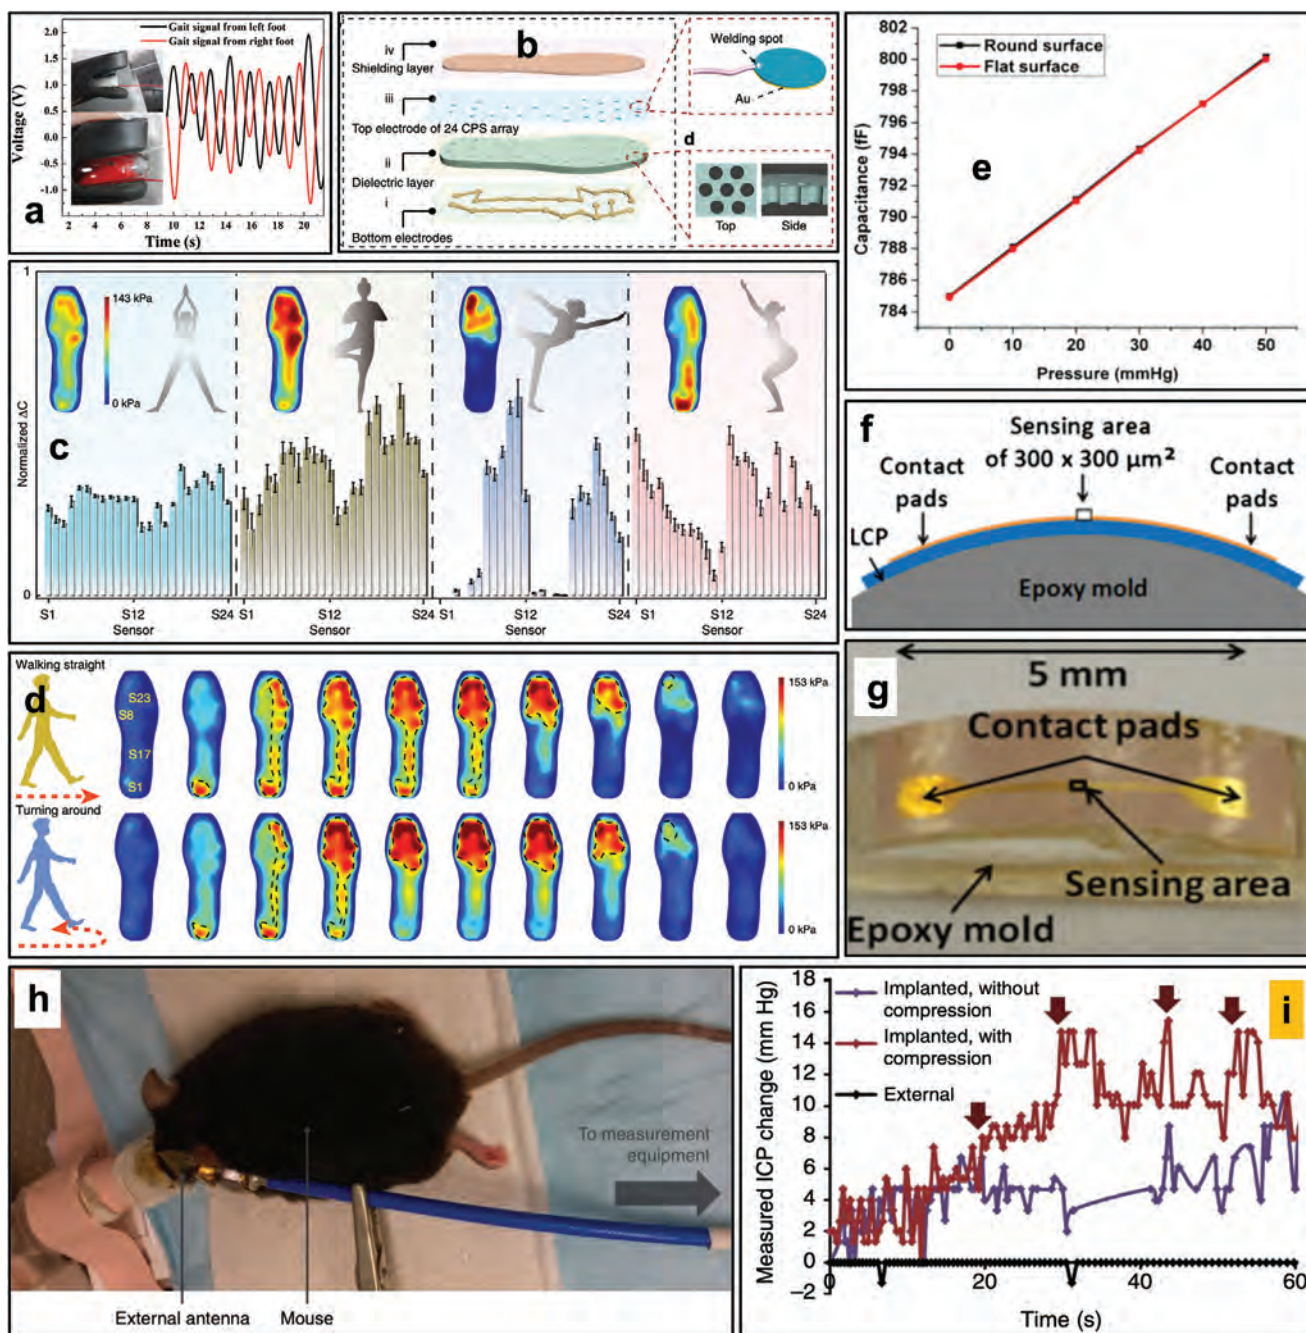 a
Gait signal from left foot
Gait signal from right foot
Voltage (V)
2.0
1.5
1.0
0.5
0.0
-0.5
-1.0
2 4 6 8 10 12 14 16 18 20
Time (s)
b
iv
Shielding layer
iii
Top electrode of 24 CPS array
ii
Dielectric layer
i
Bottom electrodes
Welding spot
Au
d
Top
Side
e
Round surface
Flat surface
Capacitance (fF)
800
798
796
794
792
790
788
786
784
0 10 20 30 40 50
Pressure (mmHg)
c
Normalized ΔC
1
0
143 kPa
0 kPa
S1 S12 S24
Sensor
S1 S12 S24
Sensor
S1 S12 S24
Sensor
S1 S12 S24
Sensor
f
Sensing area
of 300 x 300 µm²
Contact
pads
Contact
pads
LCP
Epoxy mold
d
Walking straight
S23
S8
S17
S1
153 kPa
0 kPa
Turning around
153 kPa
0 kPa
g
5 mm
Contact pads
Sensing area
Epoxy mold
h
To measurement
equipment
External antenna
Mouse
i
Implanted, without
compression
Implanted, with
compression
External
Measured ICP change (mm Hg)
18
16
14
12
10
8
6
4
2
0
−2
0 20 40 60
Time (s)